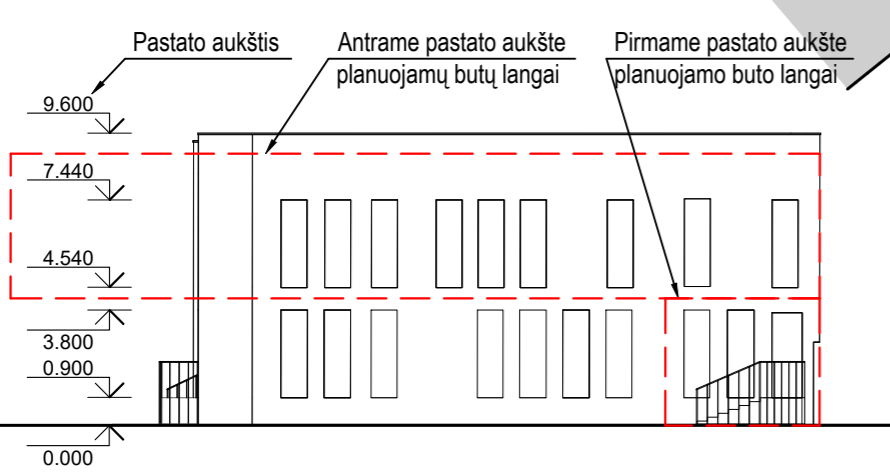 Pastato aukštis
Antrame pastato aukšte
planuojamų butų langai
Pirmame pastato aukšte
planuojamo buto langai
9.600
7.440
4.540
3.800
0.900
0.000